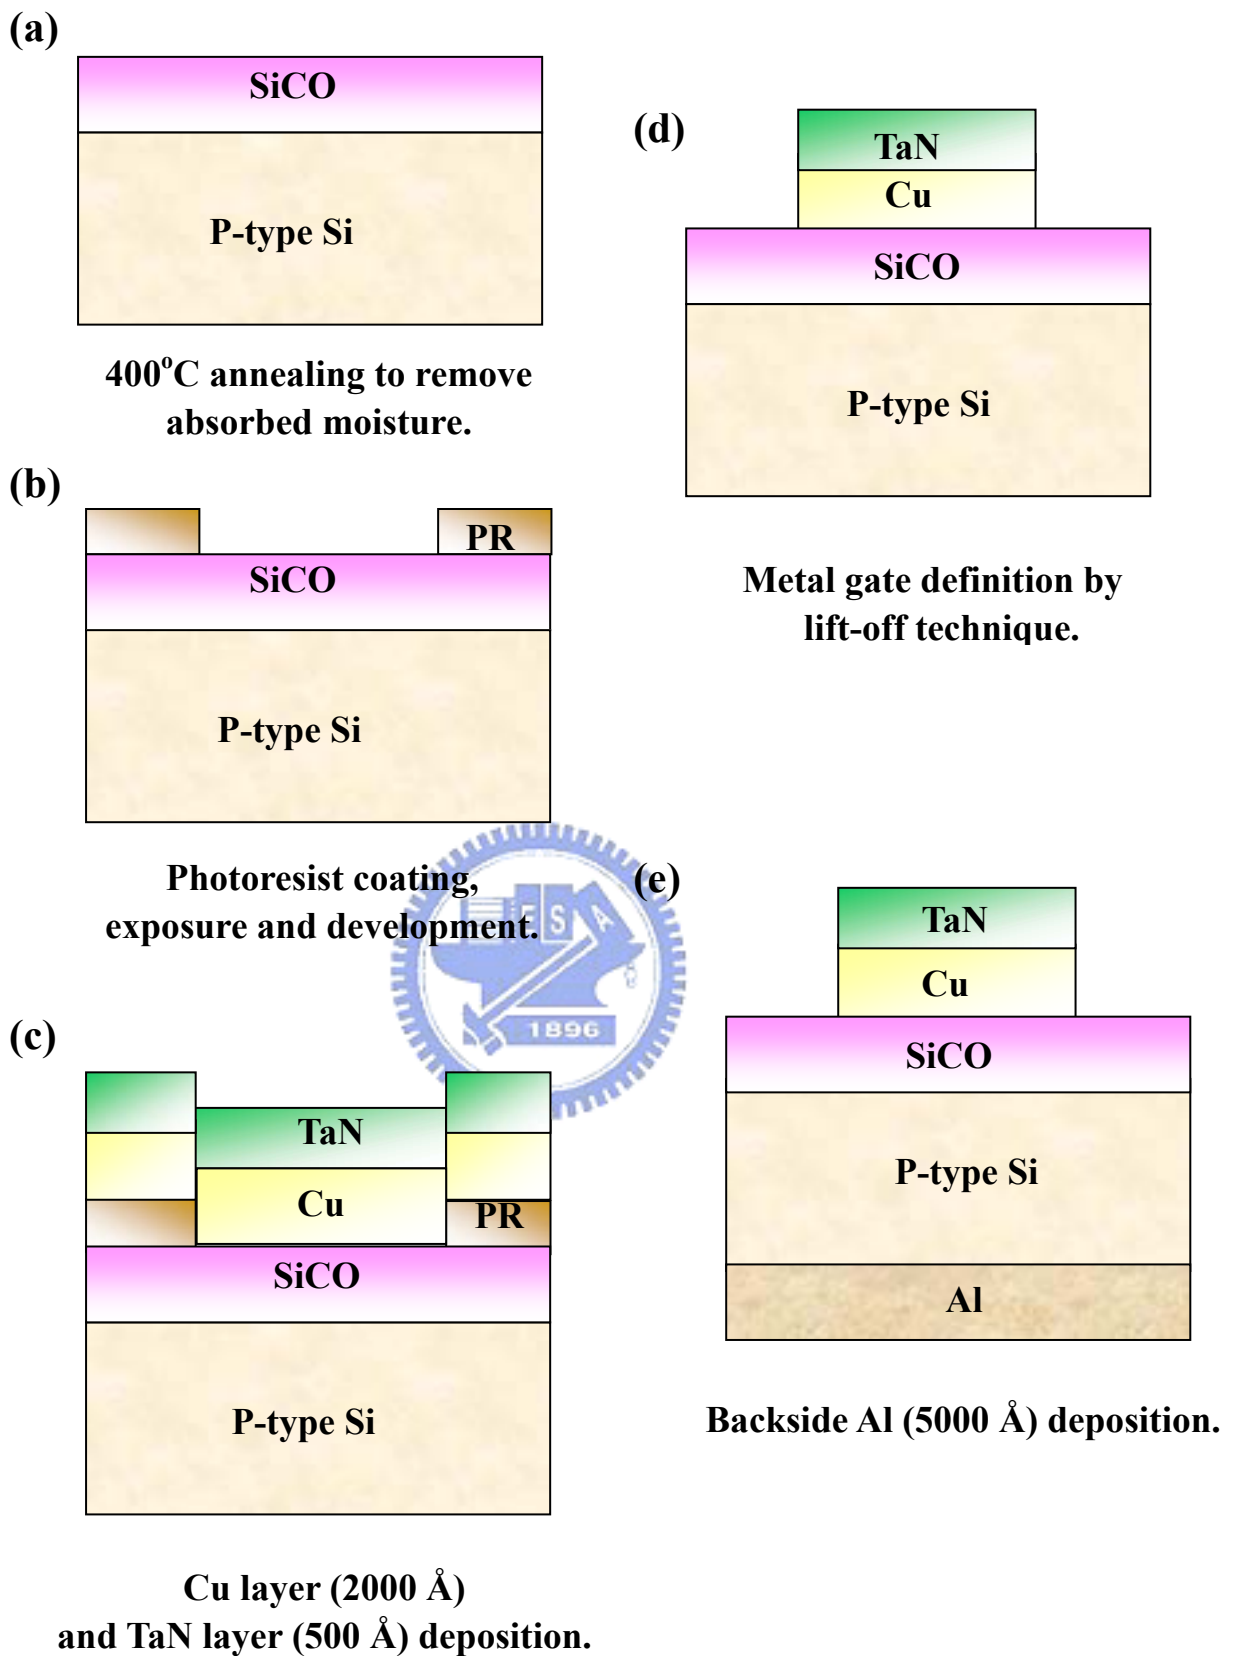 (a)
SiCO
P-type Si
400°C annealing to remove
absorbed moisture.
(b)
PR
SiCO
P-type Si
Photoresist coating,
exposure and development.
(c)
TaN
Cu
PR
SiCO
P-type Si
Cu layer (2000 Å)
and TaN layer (500 Å) deposition.
(d)
TaN
Cu
SiCO
P-type Si
Metal gate definition by
lift-off technique.
(e)
TaN
Cu
SiCO
P-type Si
Al
Backside Al (5000 Å) deposition.
E S A
1896